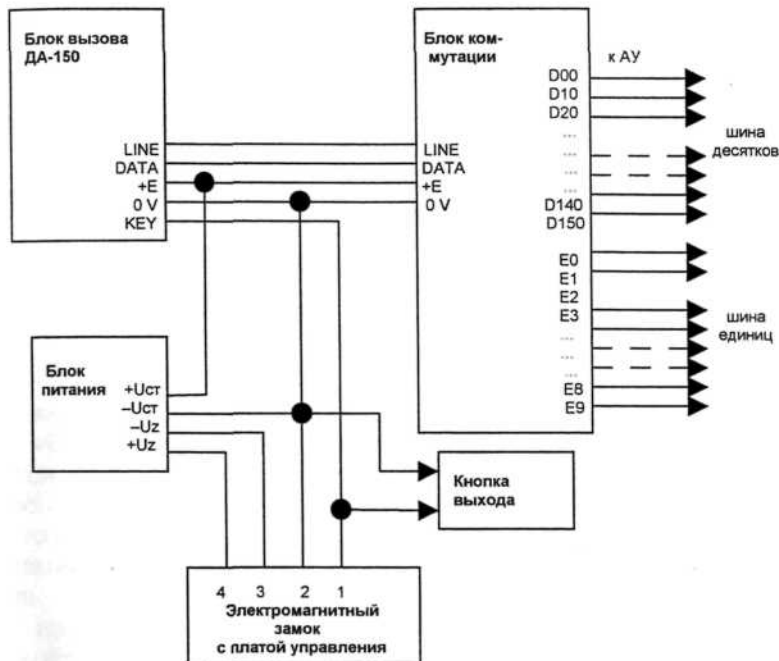 Блок вызова
ДА-150
LINE
DATA
+E
0 V
KEY
Блок ком-
мутации
LINE
DATA
+E
0 V
D00
D10
D20
...
...
...
...
D140
D150
E0
E1
E2
E3
...
...
...
E8
E9
к АУ
шина
десятков
шина
единиц
Блок
питания
+Uст
–Uст
–Uz
+Uz
Кнопка
выхода
4 3 2 1
Электромагнитный
замок
с платой управления